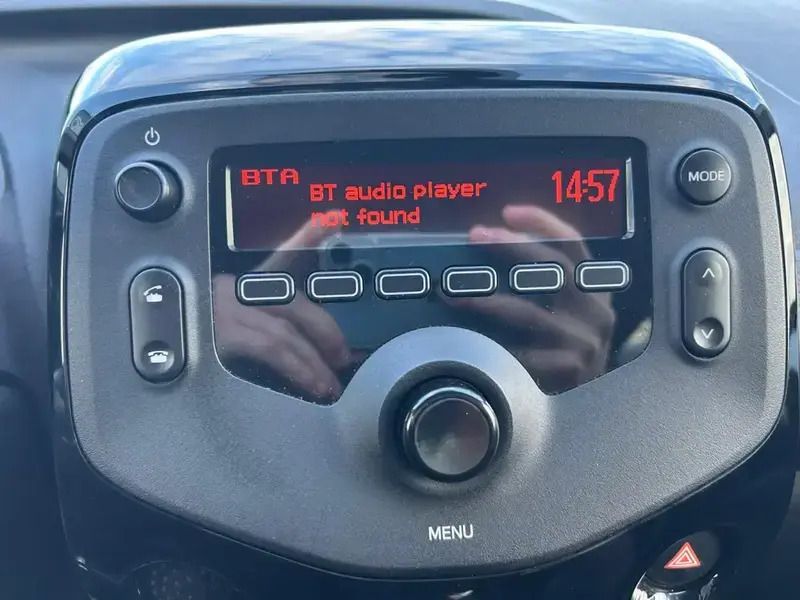 BTA
BT audio player
not found
14:57
MODE
MENU